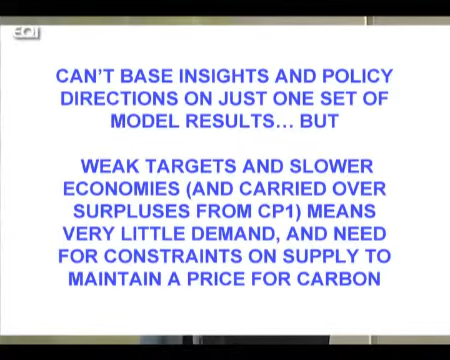 EQI
CAN'T BASE INSIGHTS AND POLICY
DIRECTIONS ON JUST ONE SET OF
MODEL RESULTS... BUT
WEAK TARGETS AND SLOWER
ECONOMIES (AND CARRIED OVER
SURPLUSES FROM CP1) MEANS
VERY LITTLE DEMAND, AND NEED
FOR CONSTRAINTS ON SUPPLY TO
MAINTAIN A PRICE FOR CARBON